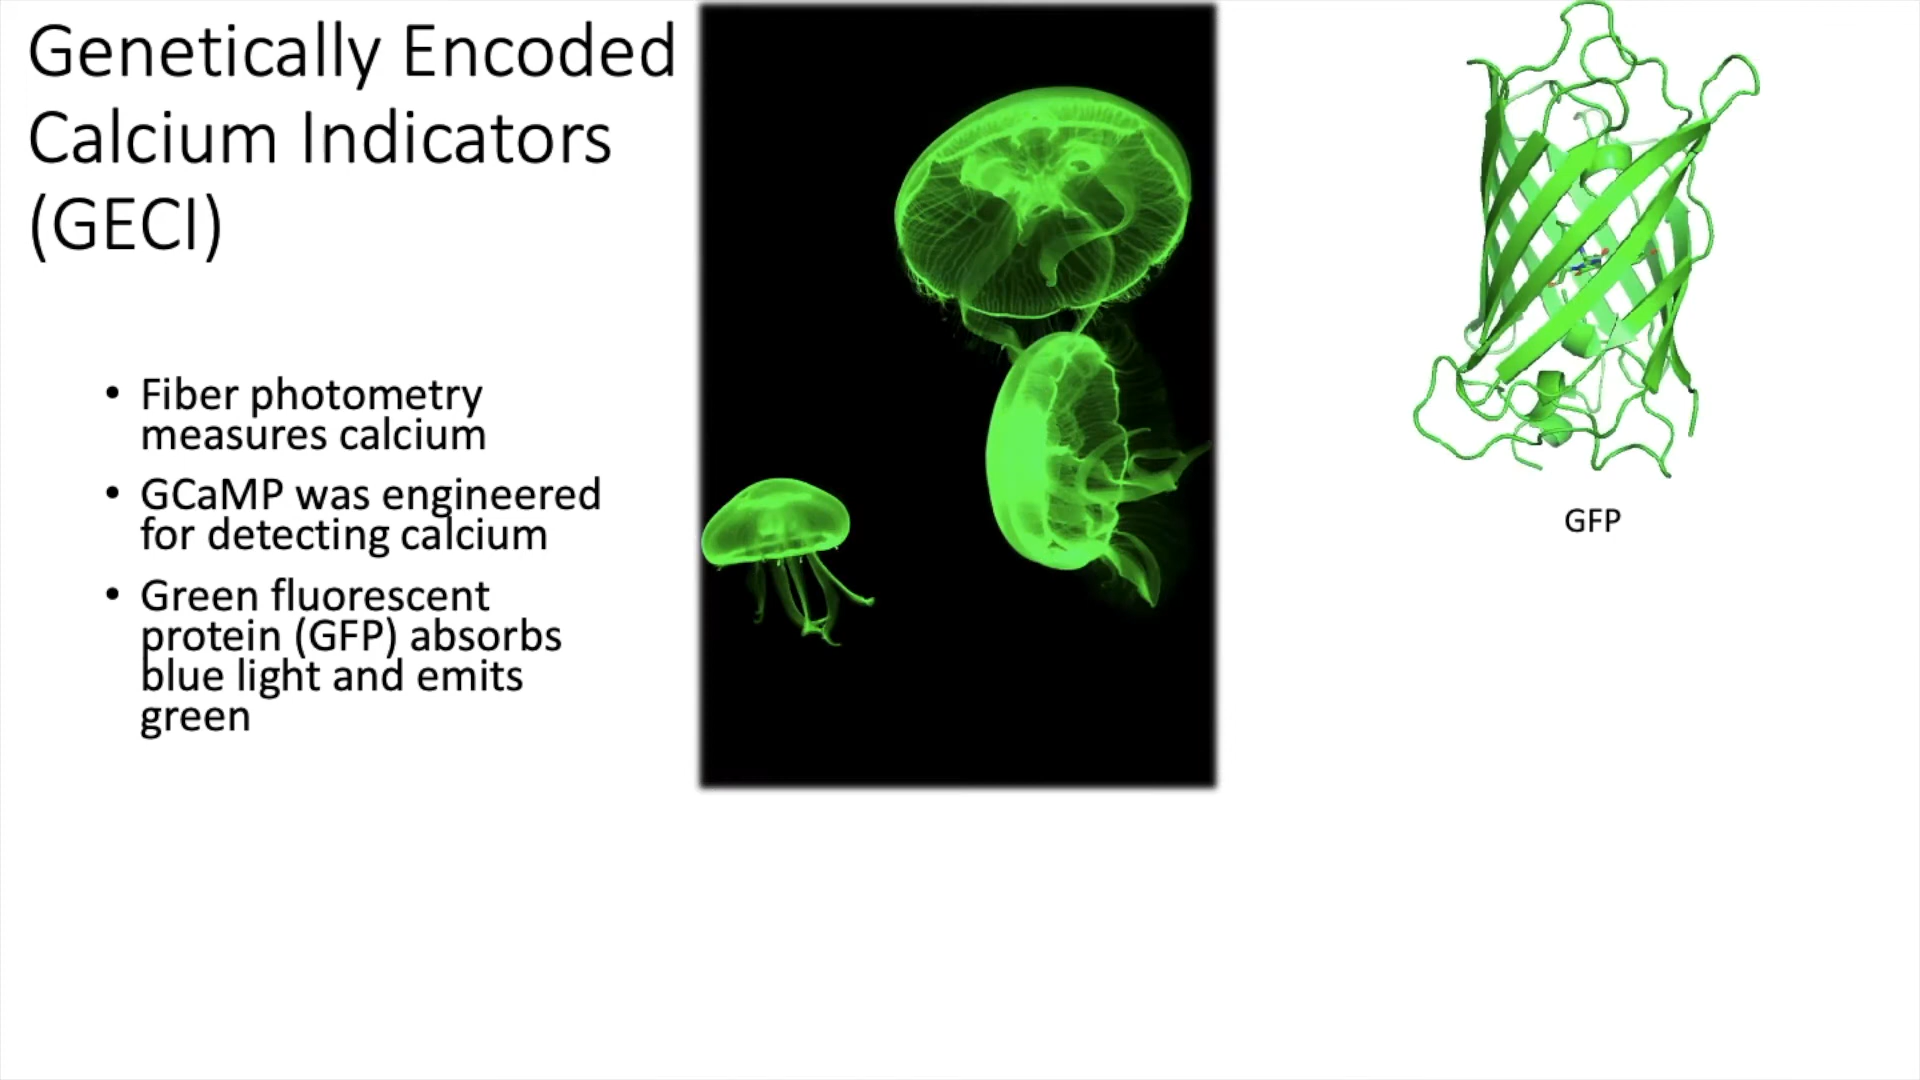 Genetically Encoded
Calcium Indicators
(GECI)
• Fiber photometry
measures calcium
• GCaMP was engineered
for detecting calcium
• Green fluorescent
protein (GFP) absorbs
blue light and emits
green
GFP